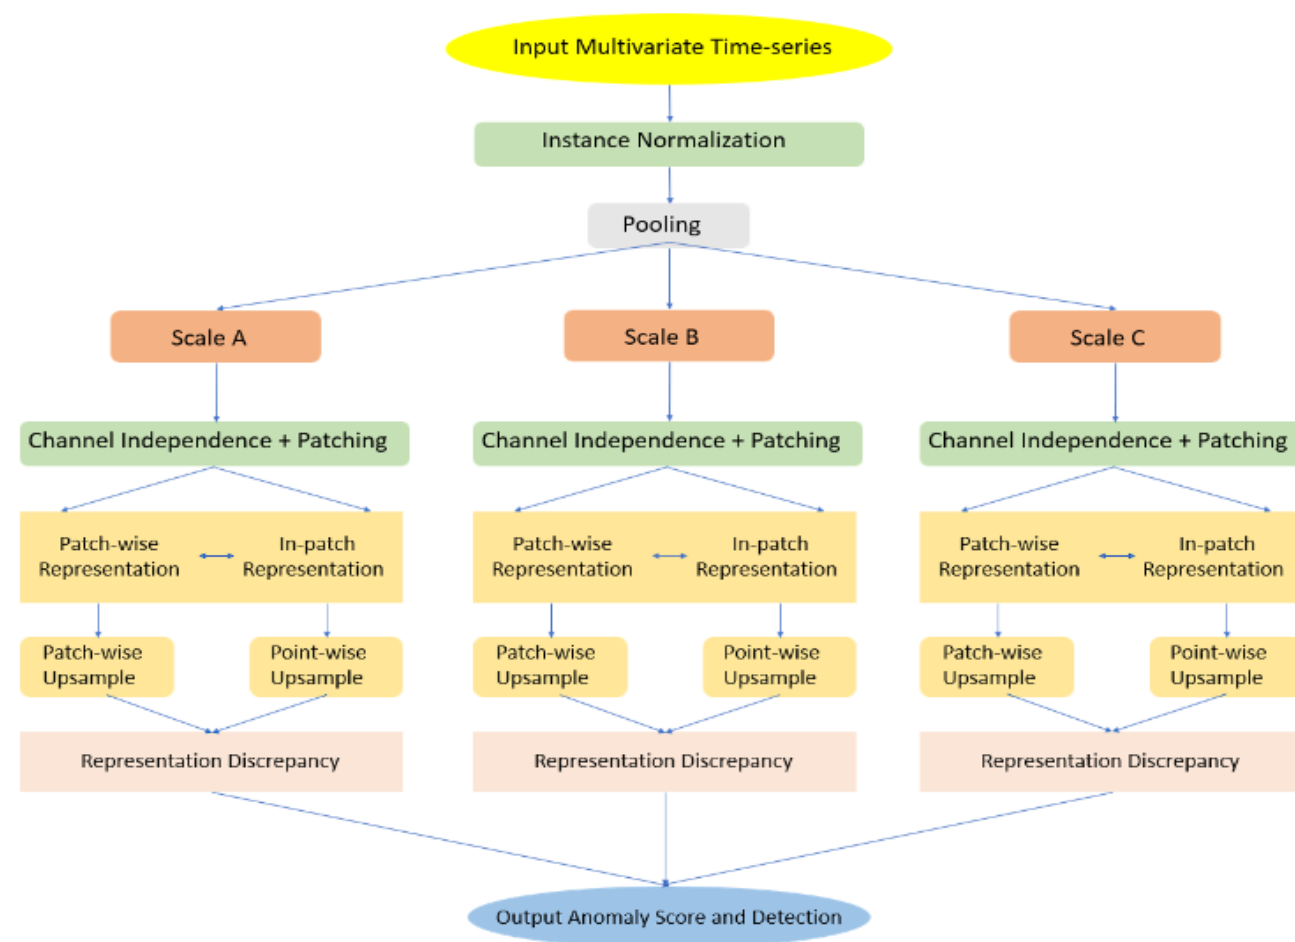 Input Multivariate Time-series
Instance Normalization
Pooling
Scale A
Scale B
Scale C
Channel Independence + Patching
Channel Independence + Patching
Channel Independence + Patching
Patch-wise
Representation
In-patch
Representation
Patch-wise
Representation
In-patch
Representation
Patch-wise
Representation
In-patch
Representation
Patch-wise
Upsample
Point-wise
Upsample
Patch-wise
Upsample
Point-wise
Upsample
Patch-wise
Upsample
Point-wise
Upsample
Representation Discrepancy
Representation Discrepancy
Representation Discrepancy
Output Anomaly Score and Detection